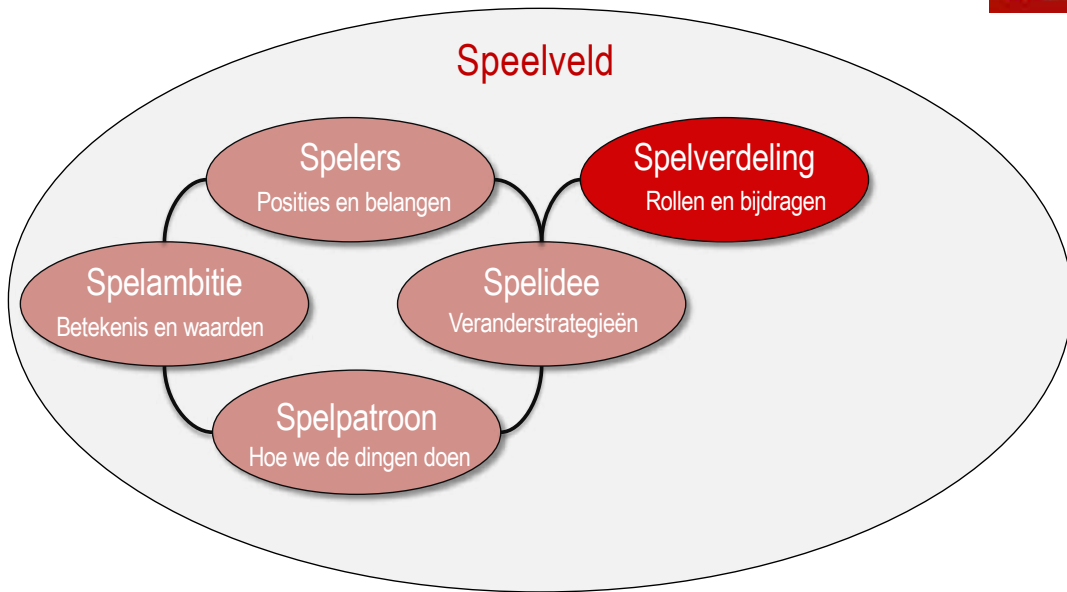 Speelveld
Spelers
Posities en belangen
Spelverdeling
Rollen en bijdragen
Spelambitie
Betekenis en waarden
Spelidee
Veranderstrategieën
Spelpatroon
Hoe we de dingen doen